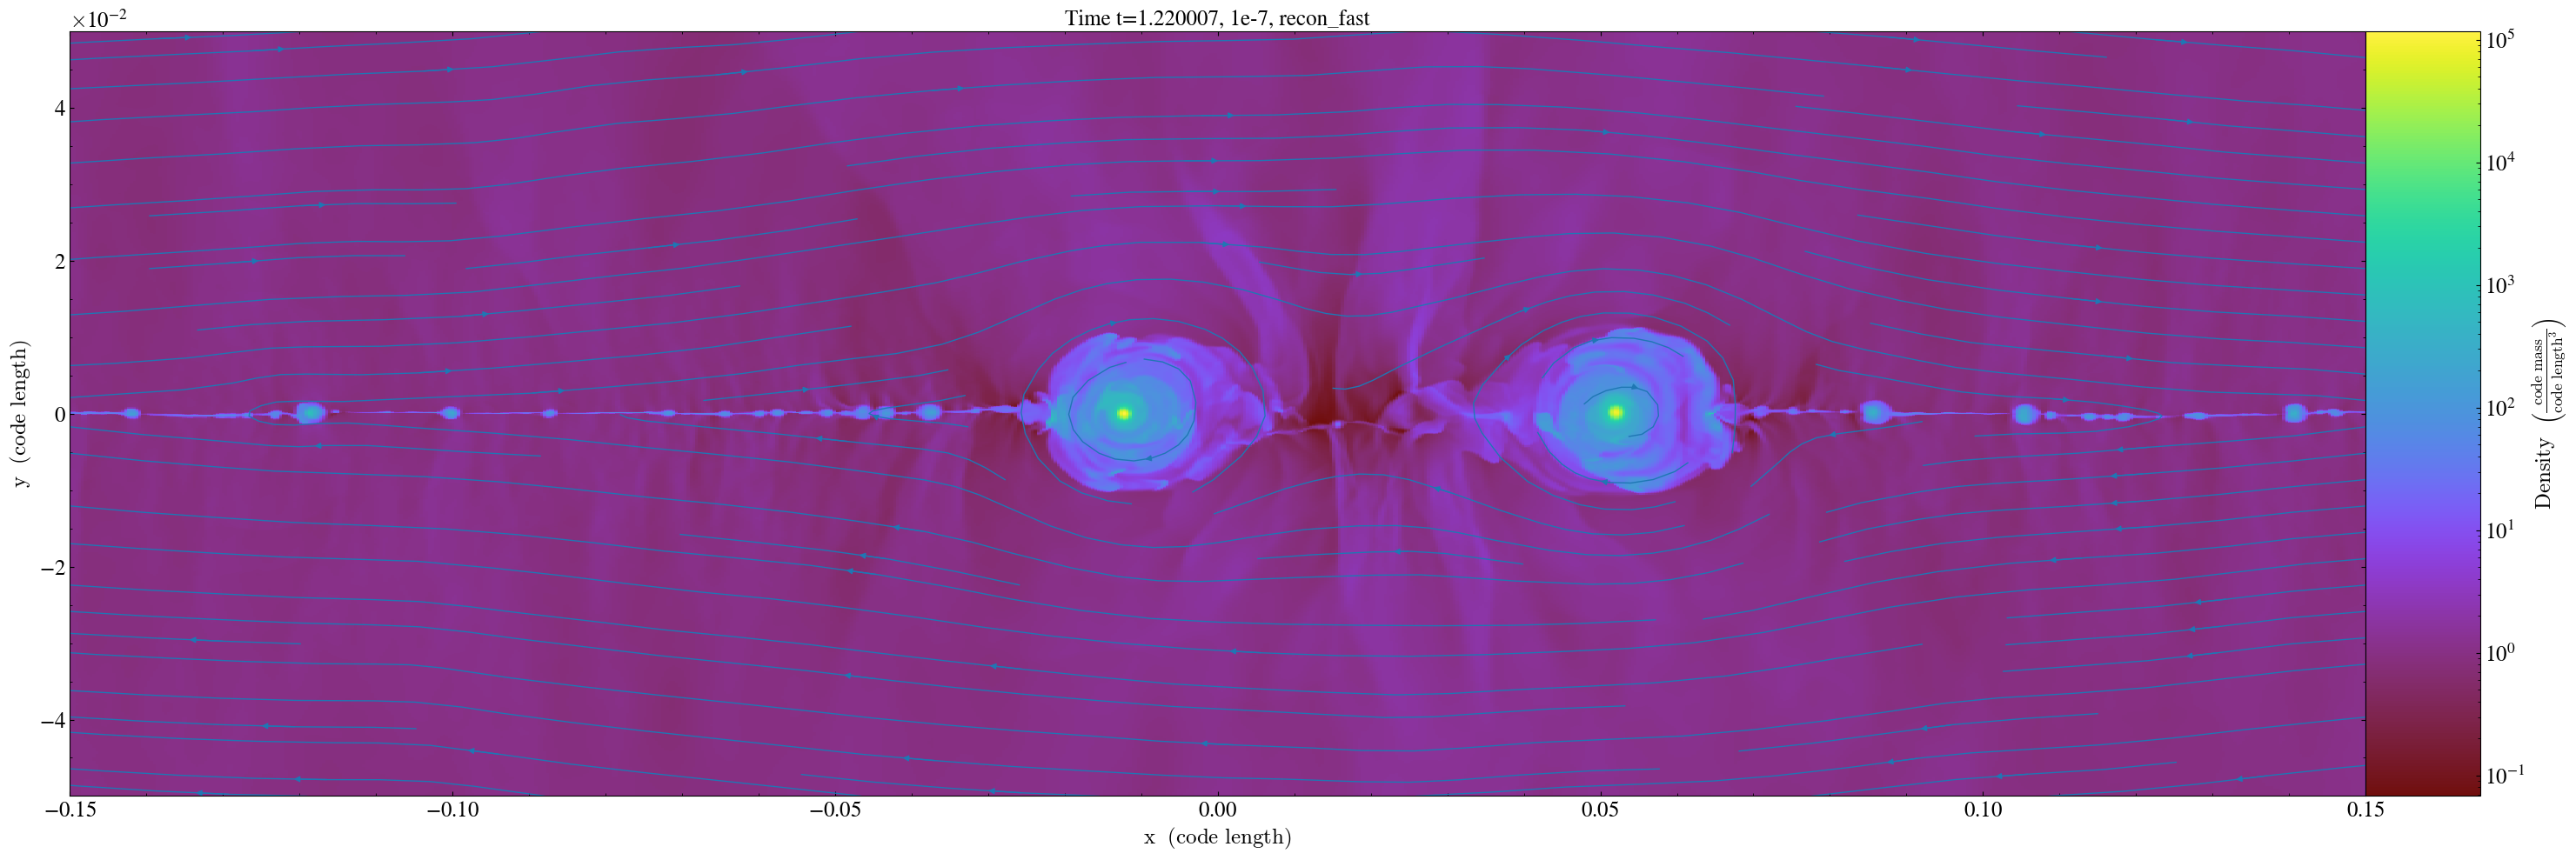 ×10⁻²
Time t=1.220007, 1e-7, recon_fast
4
2
0
−2
−4
y (code length)
−0.15 −0.10 −0.05 0.00 0.05 0.10 0.15
x (code length)
10⁵
10⁴
10³
10²
10¹
10⁰
10⁻¹
Density (code mass / code length³)